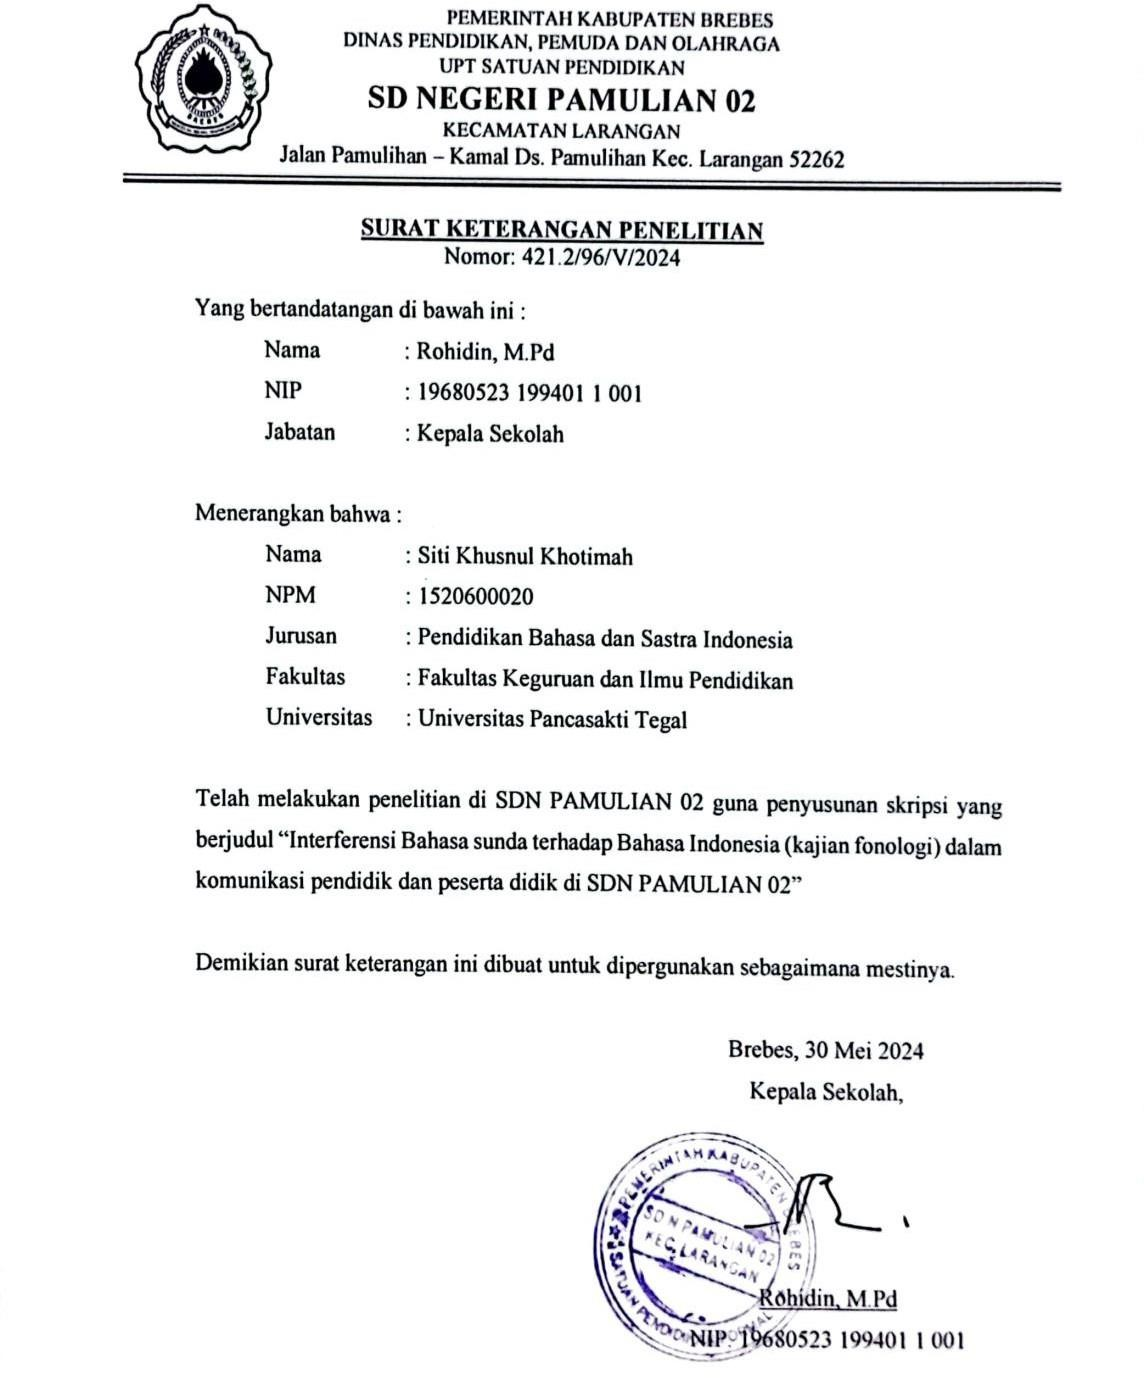 PEMERINTAH KABUPATEN BREBES
DINAS PENDIDIKAN, PEMUDA DAN OLAHRAGA
UPT SATUAN PENDIDIKAN
SD NEGERI PAMULIAN 02
KECAMATAN LARANGAN
Jalan Pamulihan – Kamal Ds. Pamulihan Kec. Larangan 52262
BREBES
SURAT KETERANGAN PENELITIAN
Nomor: 421.2/96/V/2024
Yang bertandatangan di bawah ini :
Nama : Rohidin, M.Pd
NIP : 19680523 199401 1 001
Jabatan : Kepala Sekolah
Menerangkan bahwa :
Nama : Siti Khusnul Khotimah
NPM : 1520600020
Jurusan : Pendidikan Bahasa dan Sastra Indonesia
Fakultas : Fakultas Keguruan dan Ilmu Pendidikan
Universitas : Universitas Pancasakti Tegal
Telah melakukan penelitian di SDN PAMULIAN 02 guna penyusunan skripsi yang
berjudul “Interferensi Bahasa sunda terhadap Bahasa Indonesia (kajian fonologi) dalam
komunikasi pendidik dan peserta didik di SDN PAMULIAN 02”
Demikian surat keterangan ini dibuat untuk dipergunakan sebagaimana mestinya.
Brebes, 30 Mei 2024
Kepala Sekolah,
PEMERINTAH KABUPATEN BREBES
SDN PAMULIAN 02
KEC. LARANGAN
SATUAN
Rohidin, M.Pd
NIP. 19680523 199401 1 001